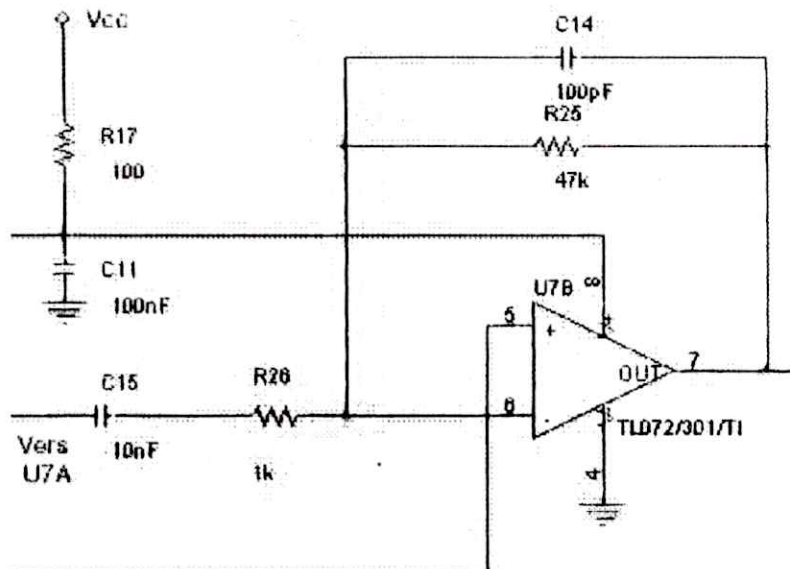 Vcc
C14
100pF
R17
100
R25
47k
C11
100nF
8
U7B
5
+
7
OUT
C15
R26
6
-
TL072/301/TI
Vers
U7A
10nF
1k
4